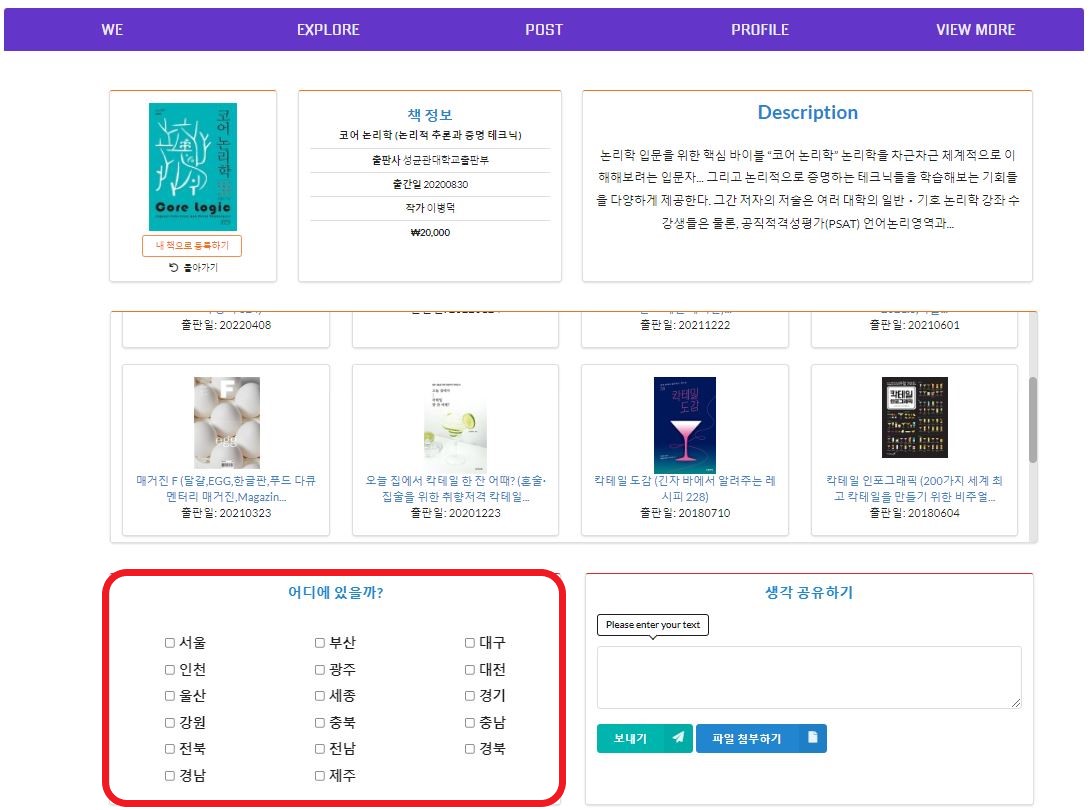 WE
EXPLORE
POST
PROFILE
VIEW MORE
코어 논리학
Core Logic
내 책으로 등록하기
돌아가기
책 정보
코어 논리학 (논리적 추론과 증명 테크닉)
출판사 성균관대학교출판부
출간일 20200830
작가 이병덕
₩20,000
Description
논리학 입문을 위한 핵심 바이블 “코어 논리학” 논리학을 차근차근 체계적으로 이
해해보려는 입문자... 그리고 논리적으로 증명하는 테크닉들을 학습해보는 기회들
을 다양하게 제공한다. 그간 저자의 저술은 여러 대학의 일반・기호 논리학 강좌 수
강생들은 물론, 공직적격성평가(PSAT) 언어논리영역과...
출판일: 20220408
출판일: 20211222
출판일: 20210601
F
egg
매거진 F (달걀,EGG,한글판,푸드 다큐
멘터리 매거진,Magazin...
출판일: 20210323
오늘 집에서 칵테일 한 잔 어때? (혼술·
집술을 위한 취향저격 칵테일...
출판일: 20201223
칵테일
도감
칵테일 도감 (긴자 바에서 알려주는 레
시피 228)
출판일: 20180710
칵테일
인포그래픽
칵테일 인포그래픽 (200가지 세계 최
고 칵테일을 만들기 위한 비주얼...
출판일: 20180604
어디에 있을까?
서울 부산 대구
인천 광주 대전
울산 세종 경기
강원 충북 충남
전북 전남 경북
경남 제주
생각 공유하기
Please enter your text
보내기
파일 첨부하기